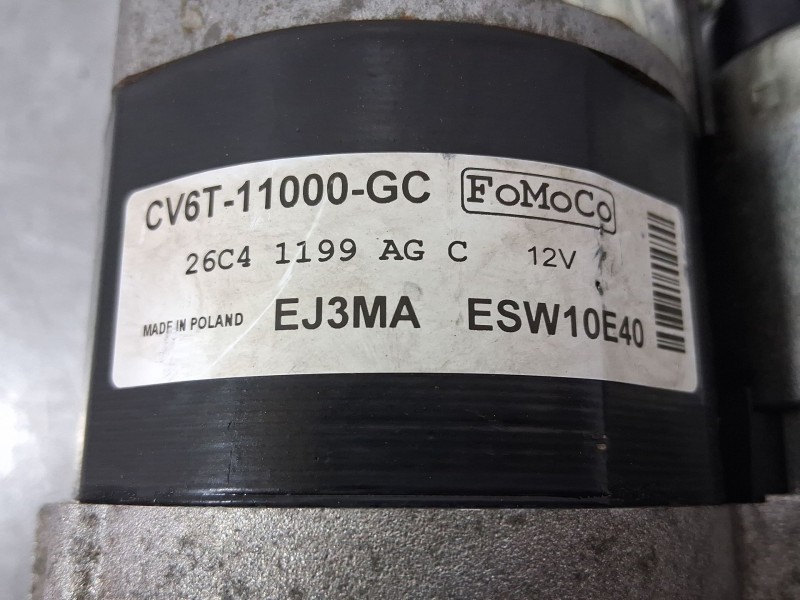 CV6T-11000-GC FoMoCo
26C4 1199 AG C 12V
MADE IN POLAND EJ3MA ESW10E40